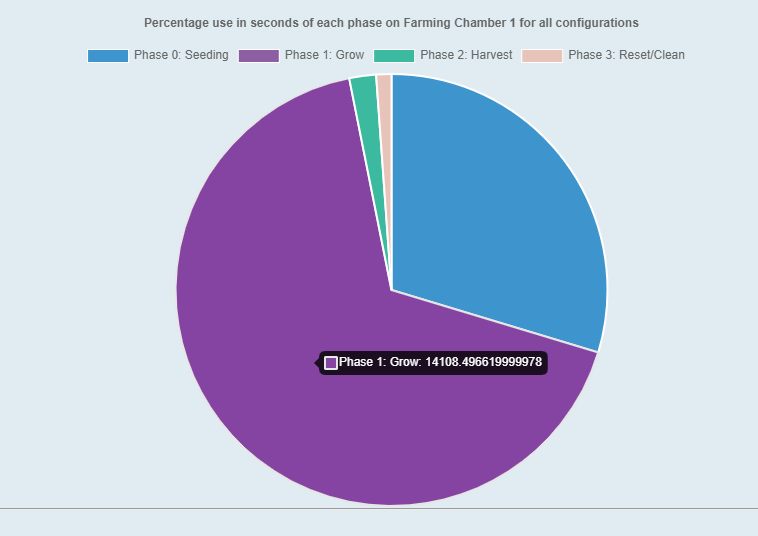 Percentage use in seconds of each phase on Farming Chamber 1 for all configurations
Phase 0: Seeding Phase 1: Grow Phase 2: Harvest Phase 3: Reset/Clean
Phase 1: Grow: 14108.496619999978